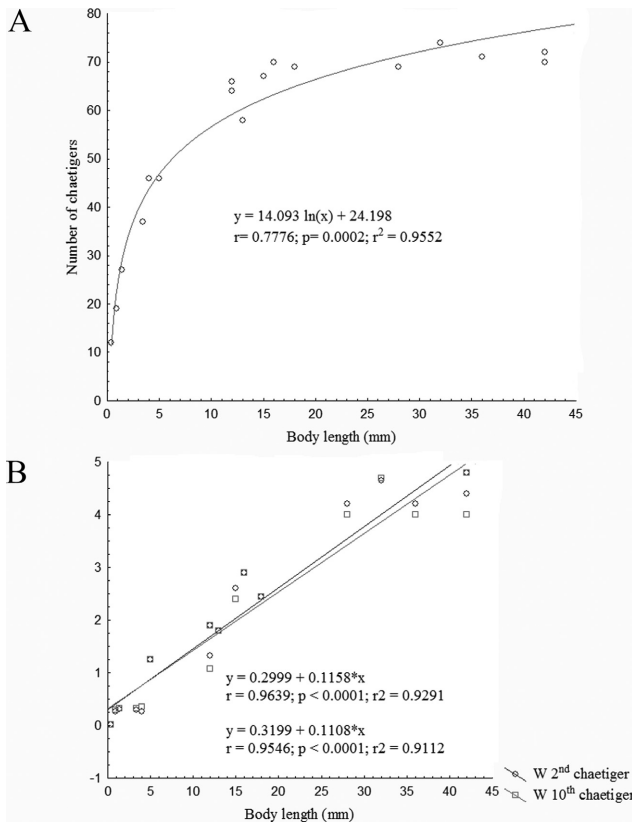 A
80
70
60
50
40
30
20
10
0
Number of chaetigers
y = 14.093 ln(x) + 24.198
r= 0.7776; p= 0.0002; r² = 0.9552
0 5 10 15 20 25 30 35 40 45
Body length (mm)
B
5
4
3
2
1
0
-1
y = 0.2999 + 0.1158*x
r = 0.9639; p < 0.0001; r2 = 0.9291
y = 0.3199 + 0.1108*x
r = 0.9546; p < 0.0001; r2 = 0.9112
0 5 10 15 20 25 30 35 40 45
Body length (mm)
W 2nd chaetiger
W 10th chaetiger